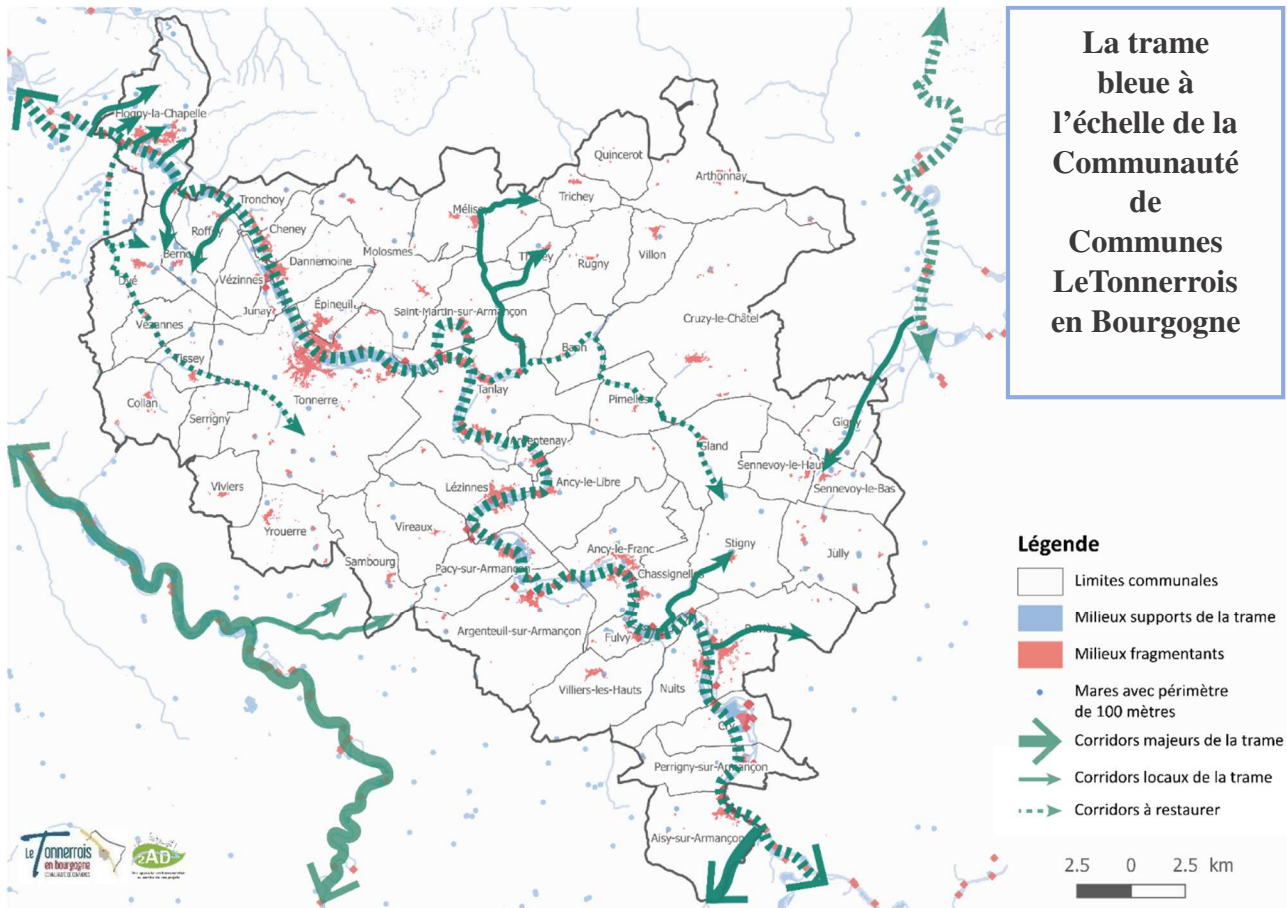 La trame
bleue à
l’échelle de la
Communauté
de
Communes
LeTonnerrois
en Bourgogne
Flogny-la-Chapelle
Quincerot
Arthonnay
Tronchoy
Mélisey
Trichey
Roffey
Cheney
Bernouil
Dannemoine
Molosmes
Thorey
Rugny
Villon
Dyé
Vézinnes
Junay
Épineuil
Saint-Martin-sur-Armançon
Cruzy-le-Châtel
Vézannes
Tissey
Baon
Tanlay
Tonnerre
Collan
Serrigny
Pimelles
Gigny
Argentenay
Gland
Sennevoy-le-Haut
Viviers
Lézinnes
Ancy-le-Libre
Sennevoy-le-Bas
Yrouerre
Vireaux
Ancy-le-Franc
Stigny
Jully
Sambourg
Pacy-sur-Armançon
Chassignelles
Argenteuil-sur-Armançon
Fulvy
Villiers-les-Hauts
Nuits
Cry
Perrigny-sur-Armançon
Aisy-sur-Armançon
Légende
Limites communales
Milieux supports de la trame
Milieux fragmentants
Mares avec périmètre
de 100 mètres
Corridors majeurs de la trame
Corridors locaux de la trame
Corridors à restaurer
2.5 0 2.5 km
Le Tonnerrois
en bourgogne
COMMUNAUTÉ DE COMMUNES
2AD